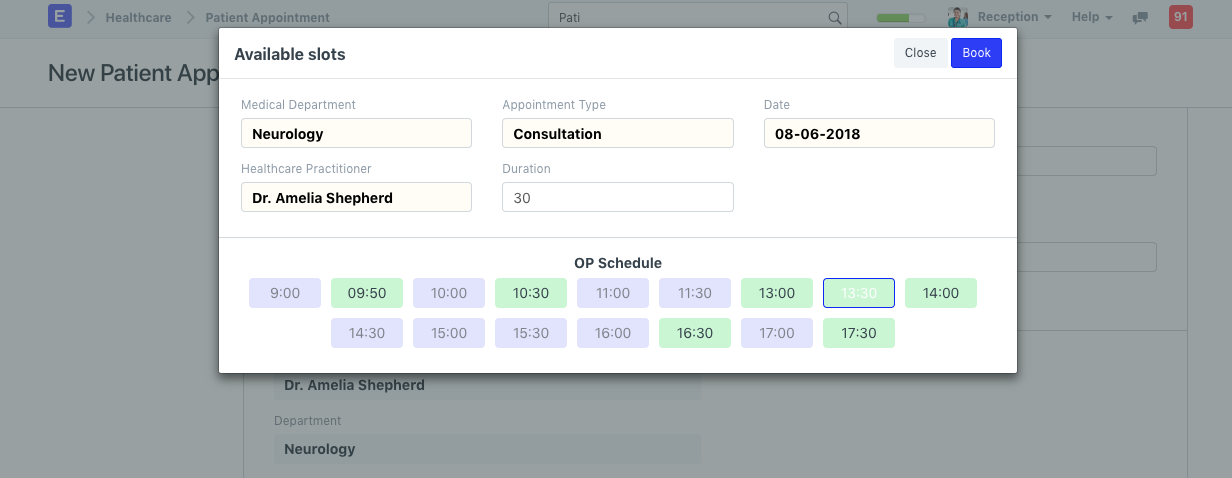 E Healthcare Patient Appointment Pati Reception Help 91
New Patient App
Available slots Close Book
Medical Department Appointment Type Date
Neurology Consultation 08-06-2018
Healthcare Practitioner Duration
Dr. Amelia Shepherd 30
OP Schedule
9:00 09:50 10:00 10:30 11:00 11:30 13:00 13:30 14:00
14:30 15:00 15:30 16:00 16:30 17:00 17:30
Dr. Amelia Shepherd
Department
Neurology